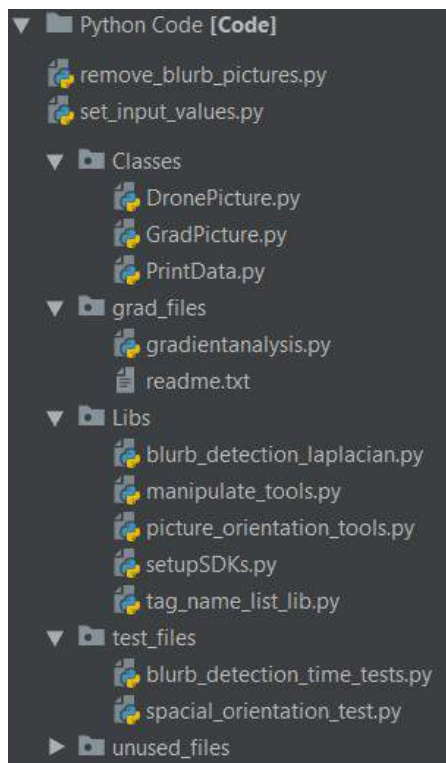 Python Code [Code]
remove_blurb_pictures.py
set_input_values.py
Classes
DronePicture.py
GradPicture.py
PrintData.py
grad_files
gradientanalysis.py
readme.txt
Libs
blurb_detection_laplacian.py
manipulate_tools.py
picture_orientation_tools.py
setupSDKs.py
tag_name_list_lib.py
test_files
blurb_detection_time_tests.py
spacial_orientation_test.py
unused_files